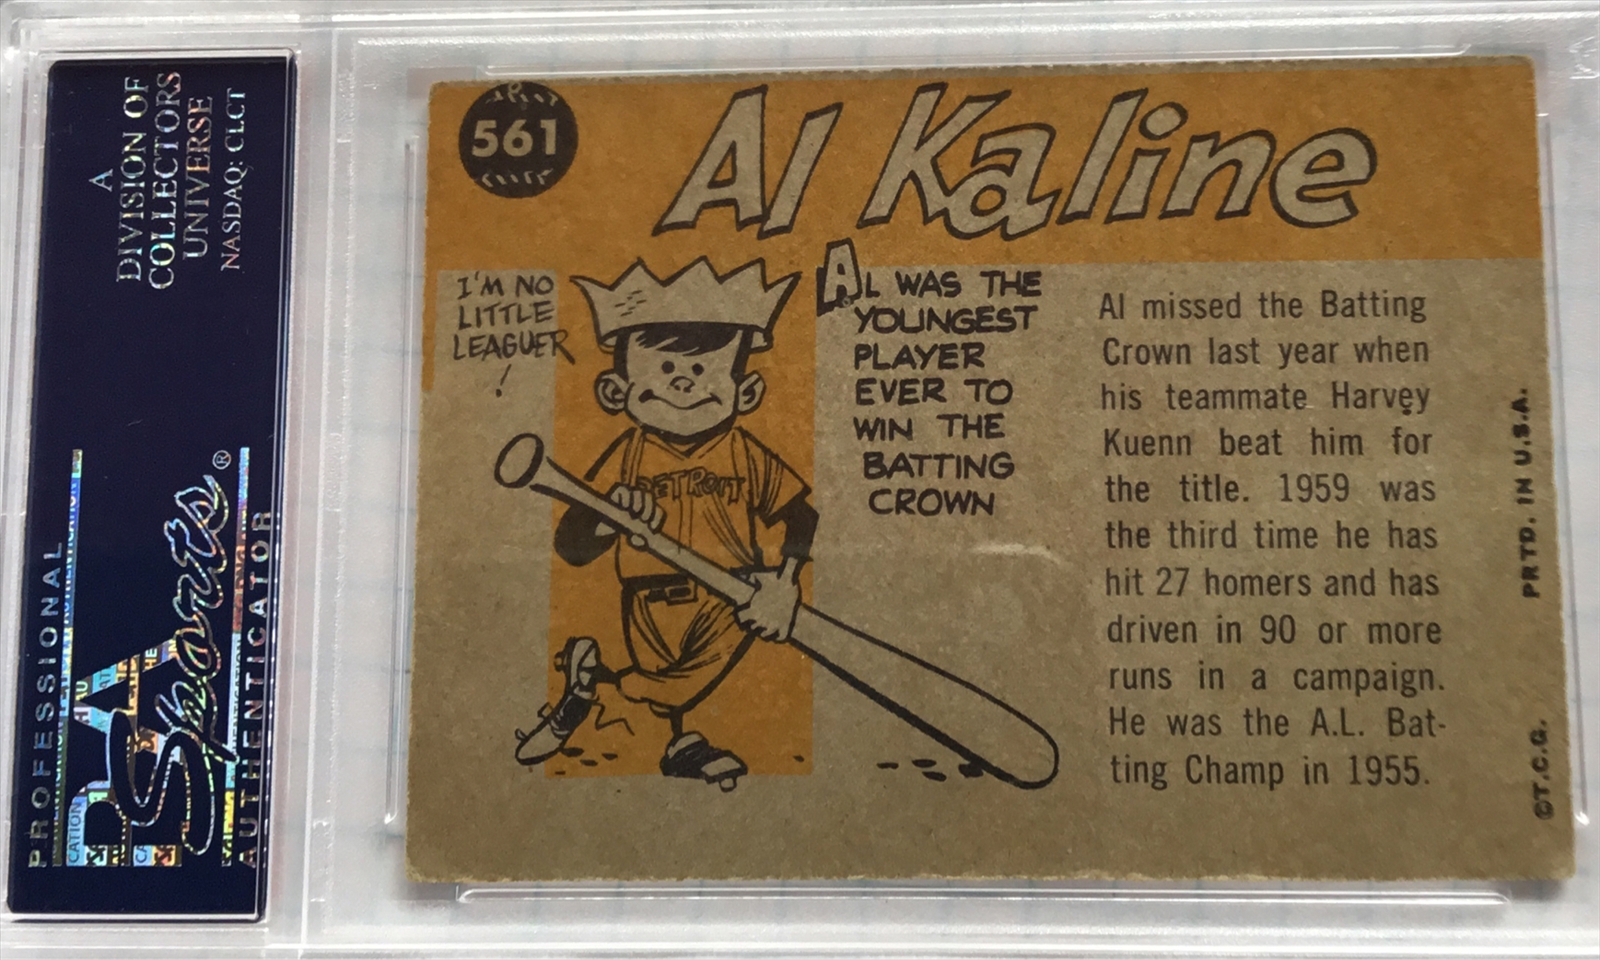 A
DIVISION OF
COLLECTORS
UNIVERSE
NASDAQ: CLCT
PROFESSIONAL
PSA
Sports®
AUTHENTICATOR
561
Al Kaline
I'M NO
LITTLE
LEAGUER
!
AL WAS THE
YOUNGEST
PLAYER
EVER TO
WIN THE
BATTING
CROWN
DETROIT
Al missed the Batting
Crown last year when
his teammate Harvey
Kuenn beat him for
the title. 1959 was
the third time he has
hit 27 homers and has
driven in 90 or more
runs in a campaign.
He was the A.L. Bat-
ting Champ in 1955.
©T.C.G. PRTD. IN U.S.A.